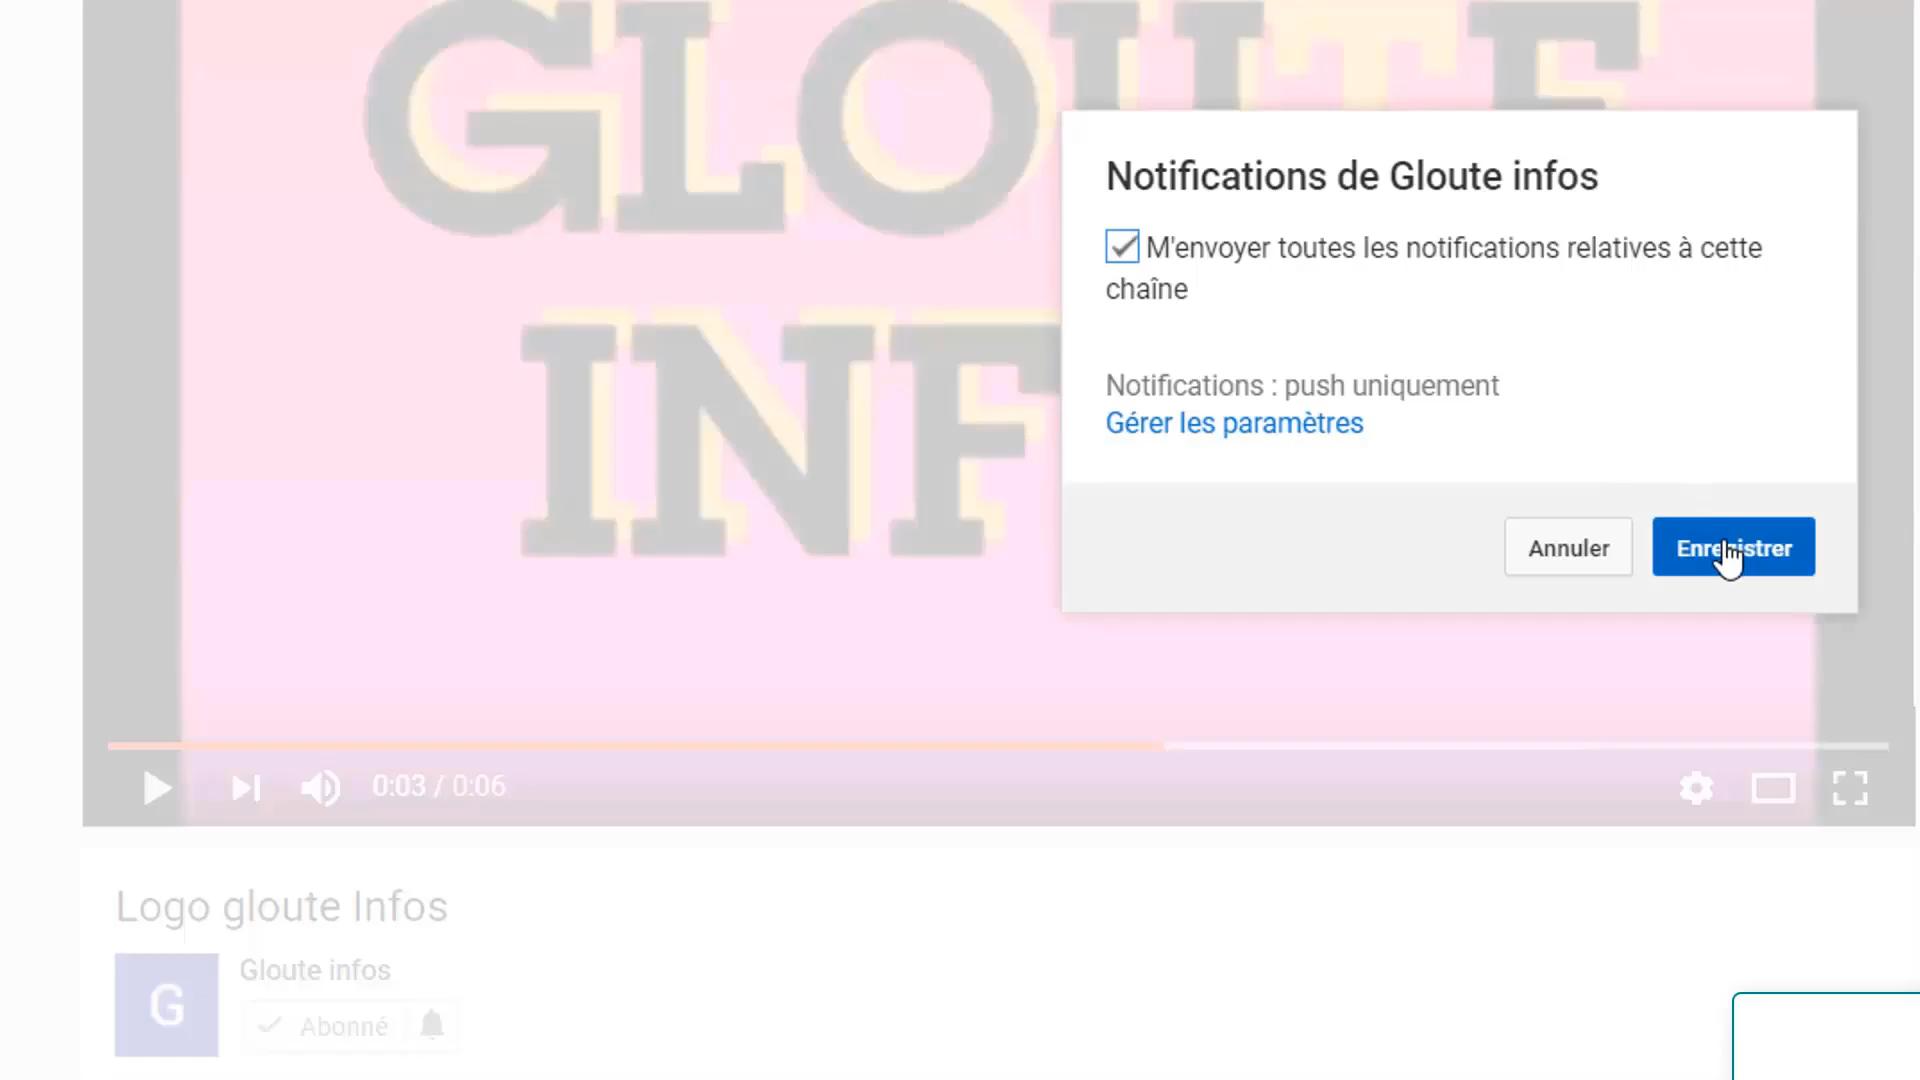 GLOUTE
INF
Notifications de Gloute infos
M'envoyer toutes les notifications relatives à cette
chaîne
Notifications : push uniquement
Gérer les paramètres
Annuler
Enregistrer
0:03 / 0:06
Logo gloute Infos
G
Gloute infos
Abonné